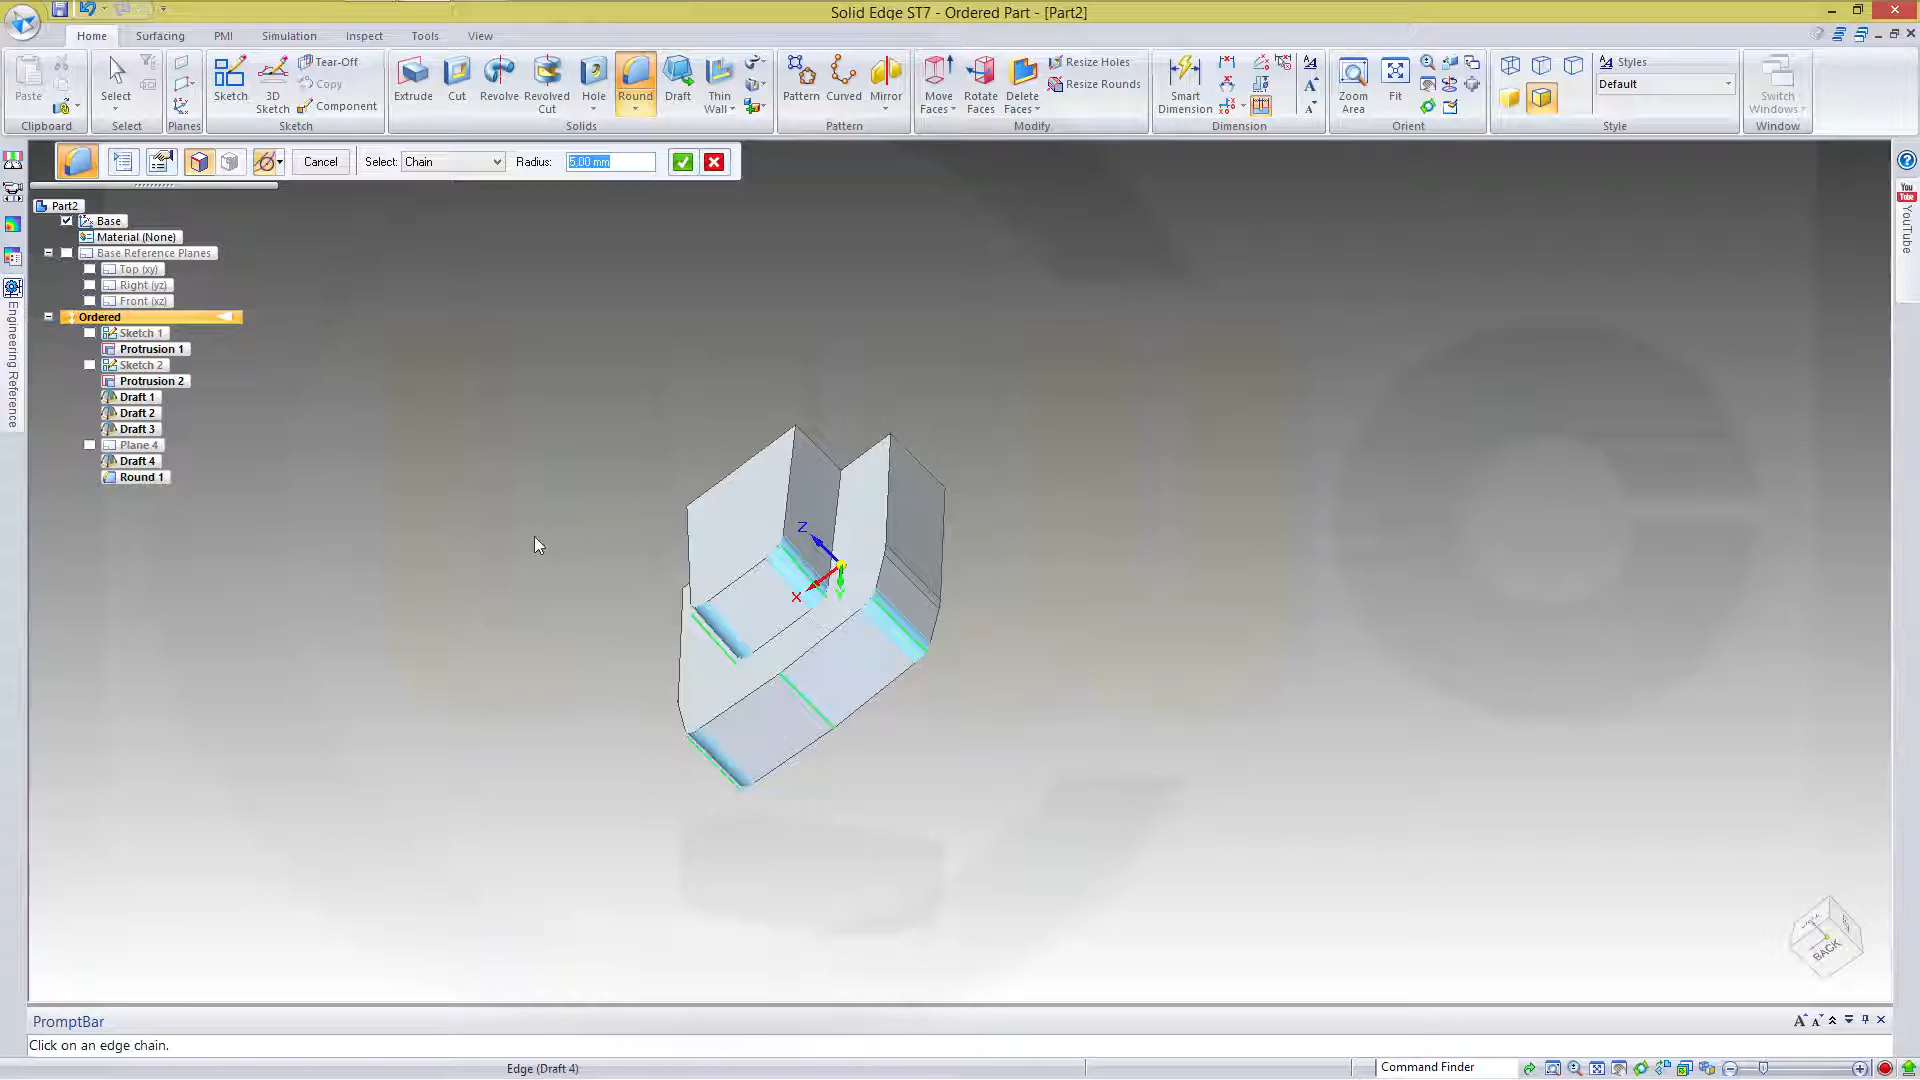 Solid Edge ST7 - Ordered Part - [Part2]
Home Surfacing PMI Simulation Inspect Tools View
Paste
Select
Sketch
3D Sketch
Tear-Off
Copy
Component
Extrude
Cut
Revolve
Revolved Cut
Hole
Round
Draft
Thin Wall
Pattern
Curved
Mirror
Move Faces
Rotate Faces
Delete Faces
Resize Holes
Resize Rounds
Smart Dimension
Zoom Area
Fit
Styles
Default
Switch Windows
Clipboard Select Planes Sketch Solids Pattern Modify Dimension Orient Style Window
Cancel Select: Chain Radius: 5.00 mm
Part2
Base
Material (None)
Base Reference Planes
Top (xy)
Right (yz)
Front (xz)
Ordered
Sketch 1
Protrusion 1
Sketch 2
Protrusion 2
Draft 1
Draft 2
Draft 3
Plane 4
Draft 4
Round 1
Engineering Reference
You Tube
YouTube
Z
X
Y
BACK
PromptBar
Click on an edge chain.
Edge (Draft 4)
Command Finder